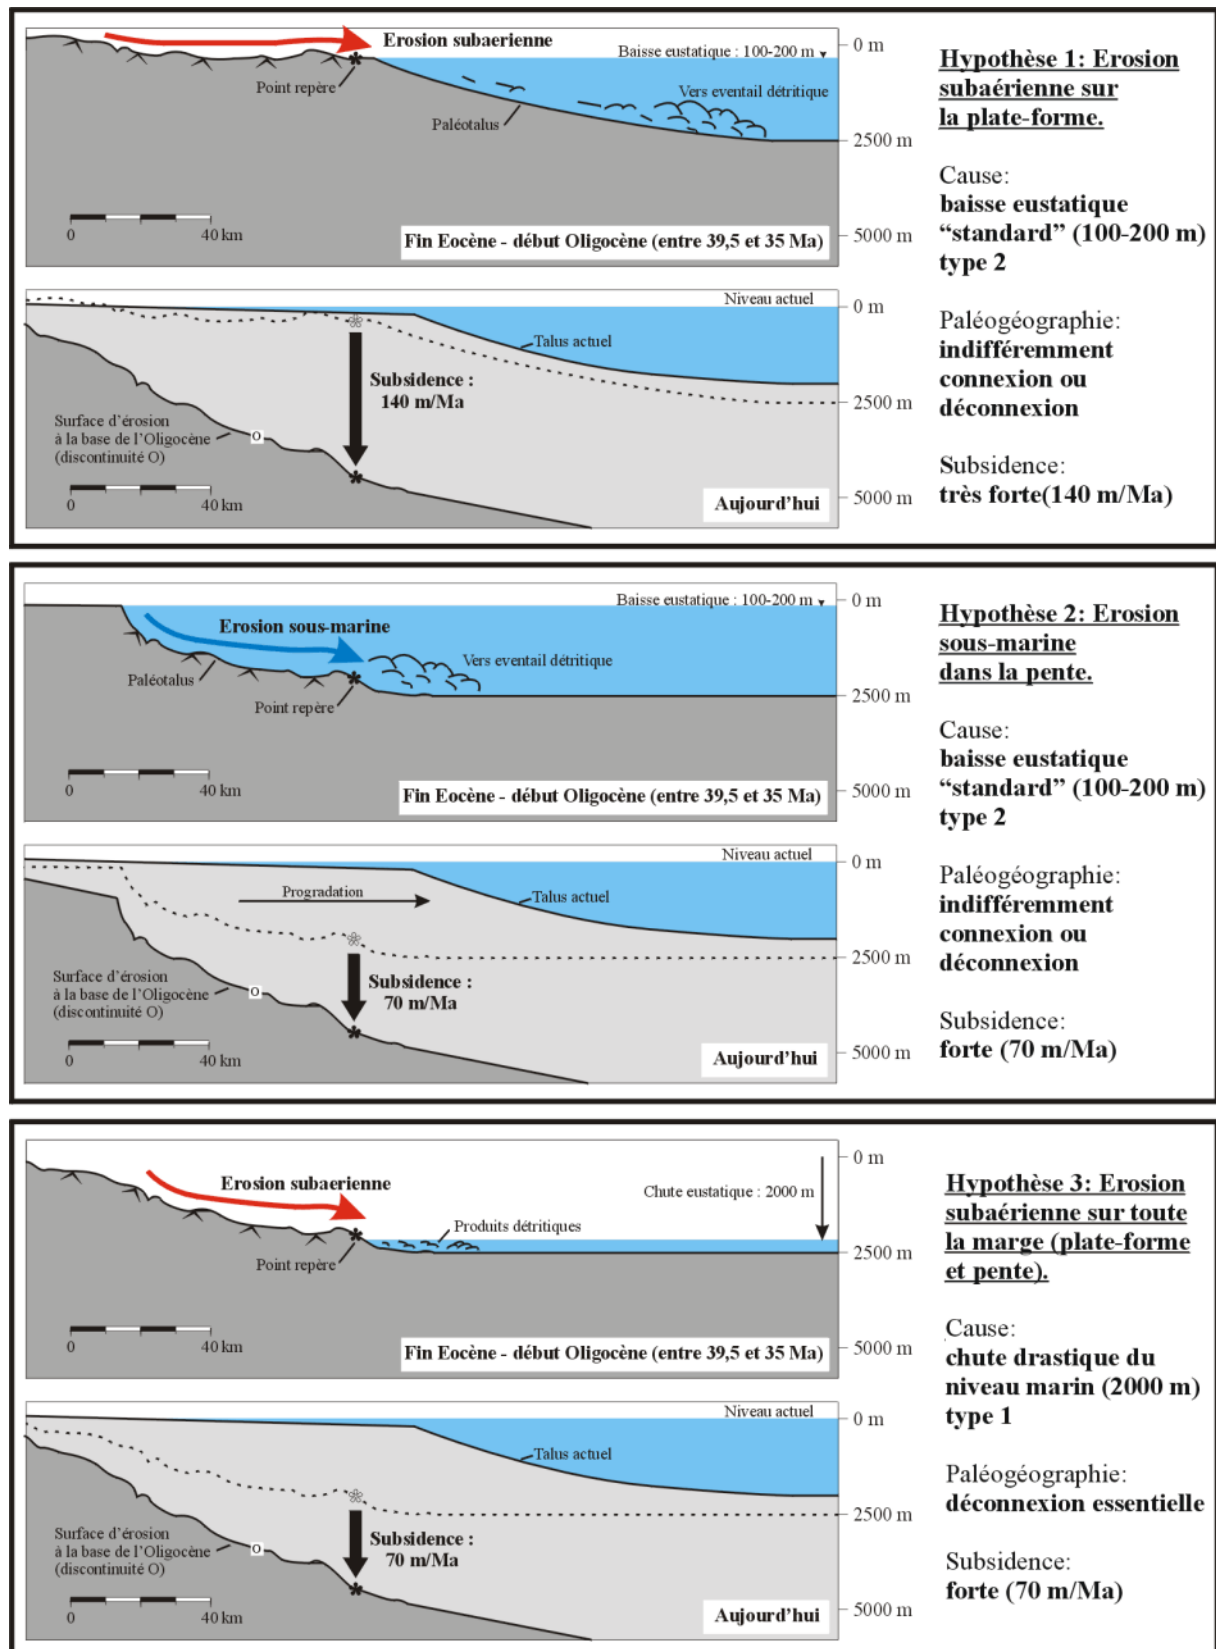 Erosion subaerienne
Baisse eustatique : 100-200 m
0 m
Point repère
Vers eventail détritique
Paléotalus
2500 m
0
40 km
Fin Eocène - début Oligocène (entre 39,5 et 35 Ma)
5000 m
Niveau actuel
0 m
Talus actuel
Subsidence :
140 m/Ma
2500 m
Surface d'érosion
à la base de l'Oligocène
(discontinuité O)
O
0
40 km
Aujourd'hui
5000 m
Hypothèse 1: Erosion
subaérienne sur
la plate-forme.
Cause:
baisse eustatique
“standard” (100-200 m)
type 2
Paléogéographie:
indifféremment
connexion ou
déconnexion
Subsidence:
très forte(140 m/Ma)
Baisse eustatique : 100-200 m
0 m
Erosion sous-marine
Vers eventail détritique
Paléotalus
Point repère
2500 m
0
40 km
Fin Eocène - début Oligocène (entre 39,5 et 35 Ma)
5000 m
Niveau actuel
0 m
Progradation
Talus actuel
2500 m
Subsidence :
70 m/Ma
Surface d'érosion
à la base de l'Oligocène
(discontinuité O)
O
0
40 km
Aujourd'hui
5000 m
Hypothèse 2: Erosion
sous-marine
dans la pente.
Cause:
baisse eustatique
“standard” (100-200 m)
type 2
Paléogéographie:
indifféremment
connexion ou
déconnexion
Subsidence:
forte (70 m/Ma)
0 m
Erosion subaerienne
Chute eustatique : 2000 m
Produits détritiques
Point repère
2500 m
0
40 km
Fin Eocène - début Oligocène (entre 39,5 et 35 Ma)
5000 m
Niveau actuel
0 m
Talus actuel
2500 m
Subsidence :
70 m/Ma
Surface d'érosion
à la base de l'Oligocène
(discontinuité O)
O
0
40 km
Aujourd'hui
5000 m
Hypothèse 3: Erosion
subaérienne sur toute
la marge (plate-forme
et pente).
Cause:
chute drastique du
niveau marin (2000 m)
type 1
Paléogéographie:
déconnexion essentielle
Subsidence:
forte (70 m/Ma)